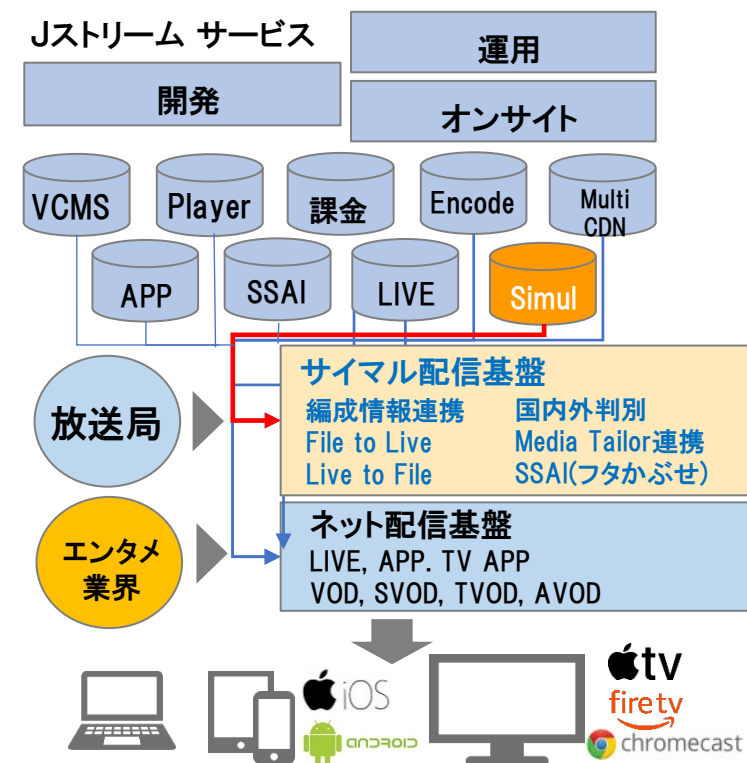 Jストリーム サービス
運用
開発
オンサイト
VCMS
Player
課金
Encode
Multi
CDN
APP
SSAI
LIVE
Simul
放送局
サイマル配信基盤
編成情報連携
国内外判別
File to Live
Media Tailor連携
Live to File
SSAI(フタかぶせ)
エンタメ
業界
ネット配信基盤
LIVE, APP. TV APP
VOD, SVOD, TVOD, AVOD
iOS
ANDROID
tv
firetv
chromecast